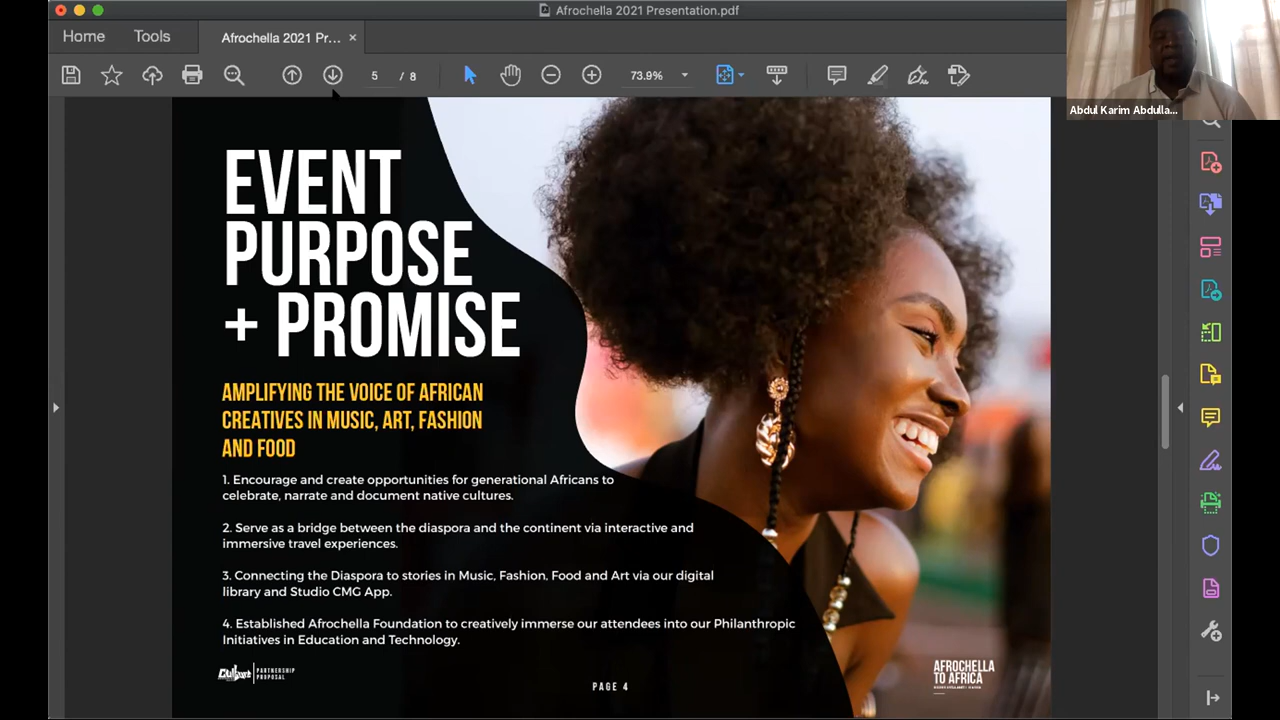 Afrochella 2021 Presentation.pdf
Home
Tools
Afrochella 2021 Pr...
5 / 8
73.9%
Abdul Karim Abdulla...
EVENT
PURPOSE
+ PROMISE
AMPLIFYING THE VOICE OF AFRICAN
CREATIVES IN MUSIC, ART, FASHION
AND FOOD
1. Encourage and create opportunities for generational Africans to
celebrate, narrate and document native cultures.
2. Serve as a bridge between the diaspora and the continent via interactive and
immersive travel experiences.
3. Connecting the Diaspora to stories in Music, Fashion, Food and Art via our digital
library and Studio CMG App.
4. Established Afrochella Foundation to creatively immerse our attendees into our Philanthropic
Initiatives in Education and Technology.
PARTNERSHIP
PROPOSAL
PAGE 4
AFROCHELLA
TO AFRICA